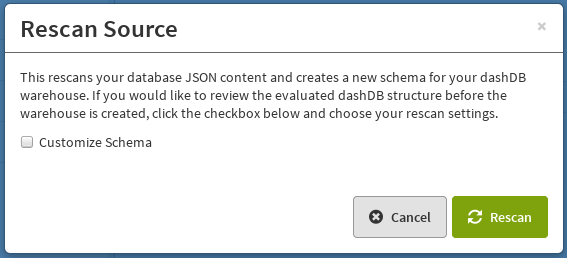 Rescan Source
×
This rescans your database JSON content and creates a new schema for your dashDB
warehouse. If you would like to review the evaluated dashDB structure before the
warehouse is created, click the checkbox below and choose your rescan settings.
Customize Schema
Cancel
Rescan